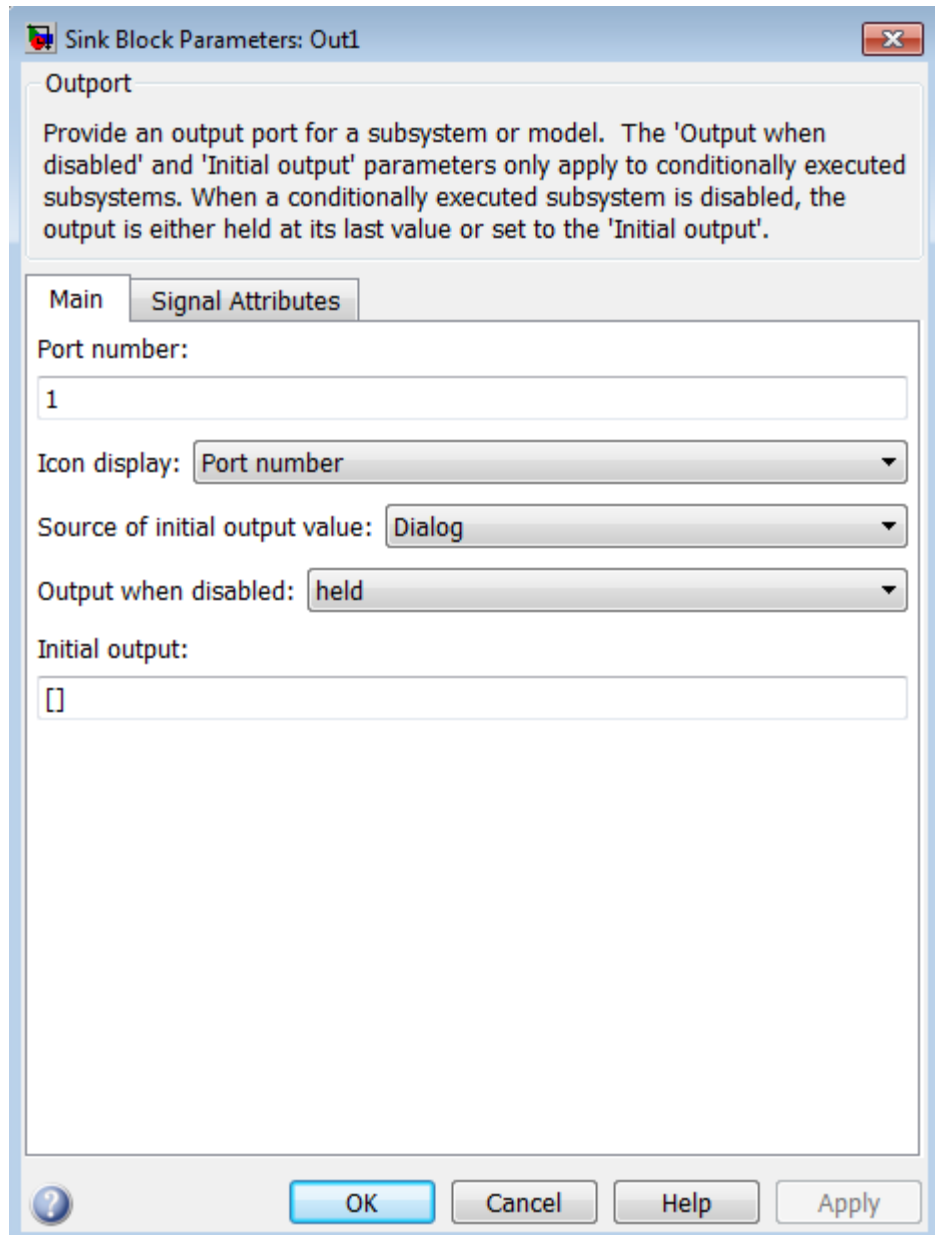 Sink Block Parameters: Out1
Outport
Provide an output port for a subsystem or model.  The 'Output when
disabled' and 'Initial output' parameters only apply to conditionally executed
subsystems. When a conditionally executed subsystem is disabled, the
output is either held at its last value or set to the 'Initial output'.
Main Signal Attributes
Port number:
1
Icon display: Port number
Source of initial output value: Dialog
Output when disabled: held
Initial output:
[]
? OK Cancel Help Apply